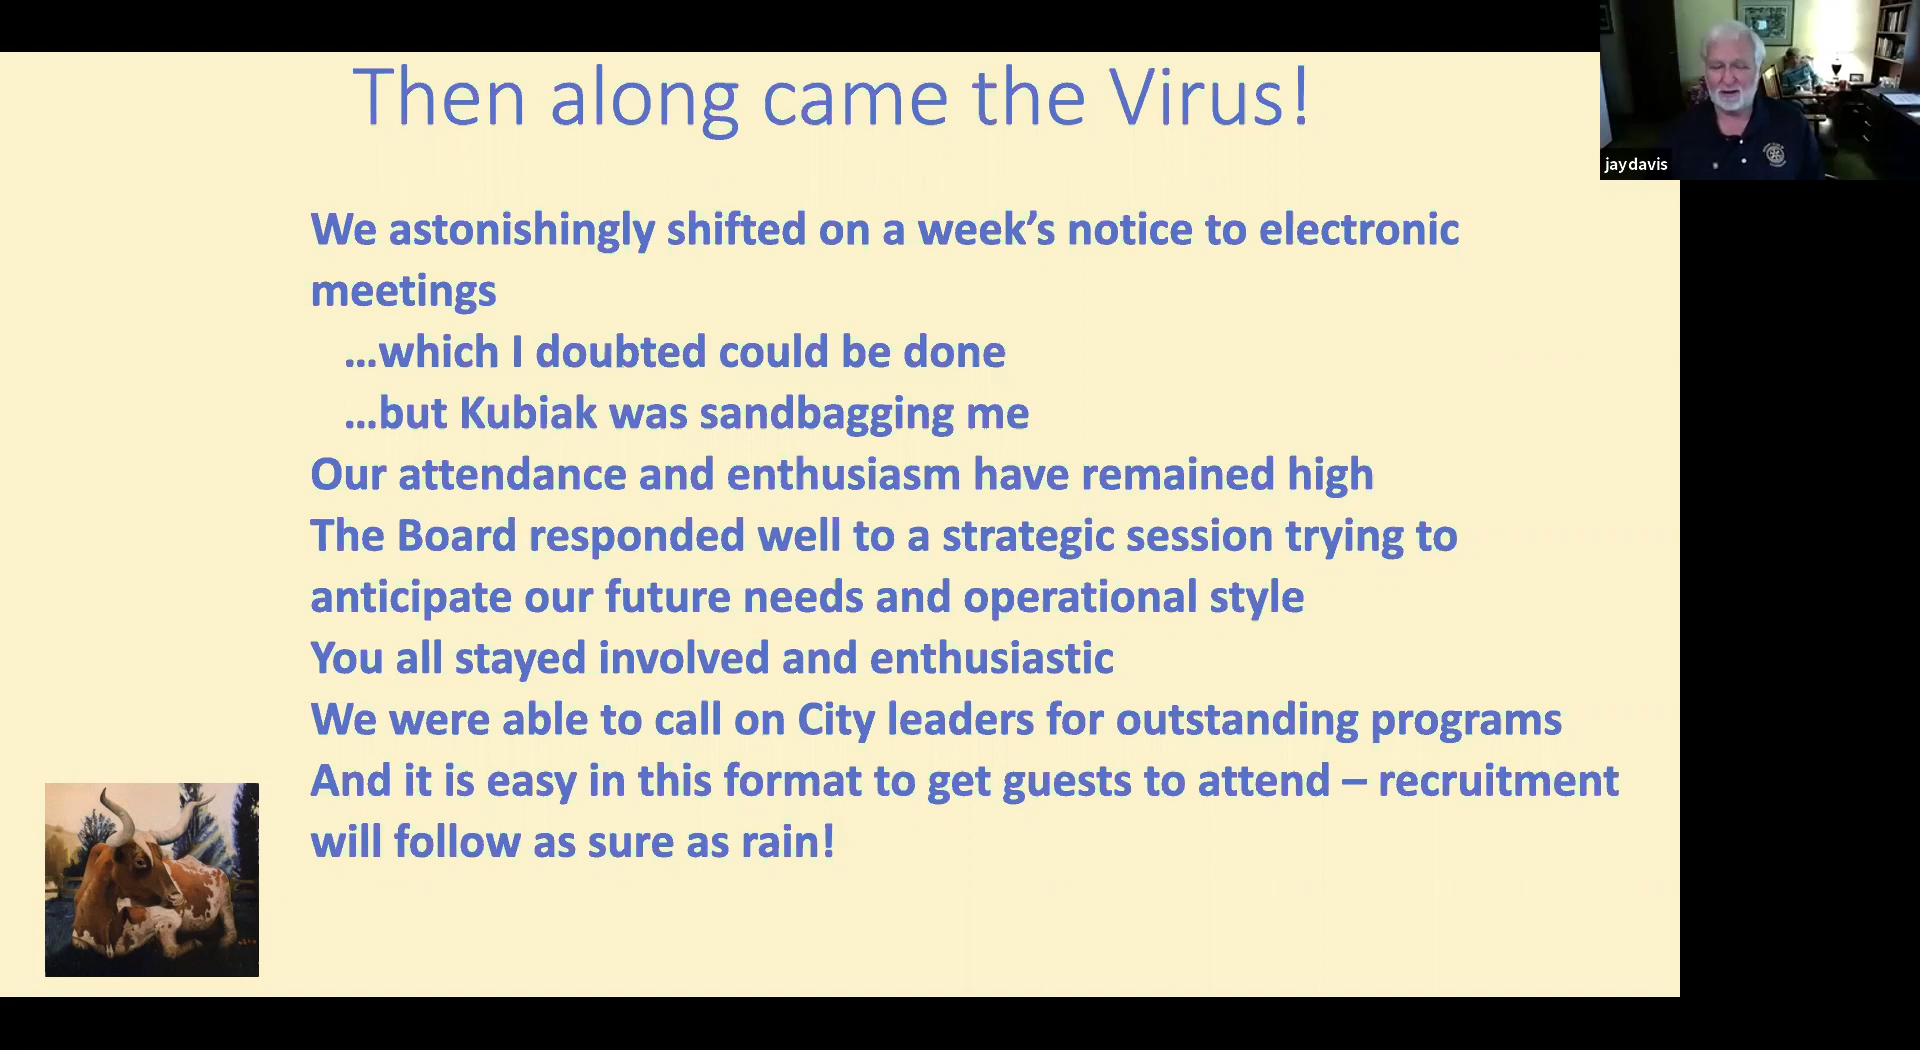 Then along came the Virus!
jaydavis
We astonishingly shifted on a week’s notice to electronic
meetings
...which I doubted could be done
...but Kubiak was sandbagging me
Our attendance and enthusiasm have remained high
The Board responded well to a strategic session trying to
anticipate our future needs and operational style
You all stayed involved and enthusiastic
We were able to call on City leaders for outstanding programs
And it is easy in this format to get guests to attend – recruitment
will follow as sure as rain!